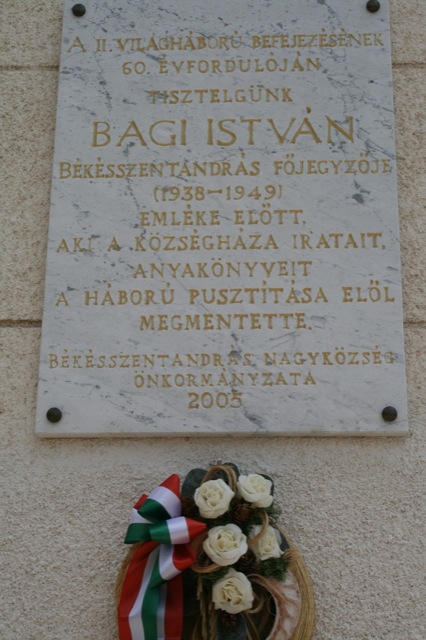 A II. VILÁGHÁBORÚ BEFEJEZÉSÉNEK
60. ÉVFORDULÓJÁN
TISZTELGÜNK
BAGI ISTVÁN
BÉKÉSSZENTANDRÁS FŐJEGYZŐJE
(1938–1949)
EMLÉKE ELŐTT,
AKI A KÖZSÉGHÁZA IRATAIT,
ANYAKÖNYVEIT
A HÁBORÚ PUSZTÍTÁSA ELŐL
MEGMENTETTE.
BÉKÉSSZENTANDRÁS NAGYKÖZSÉG
ÖNKORMÁNYZATA
2005